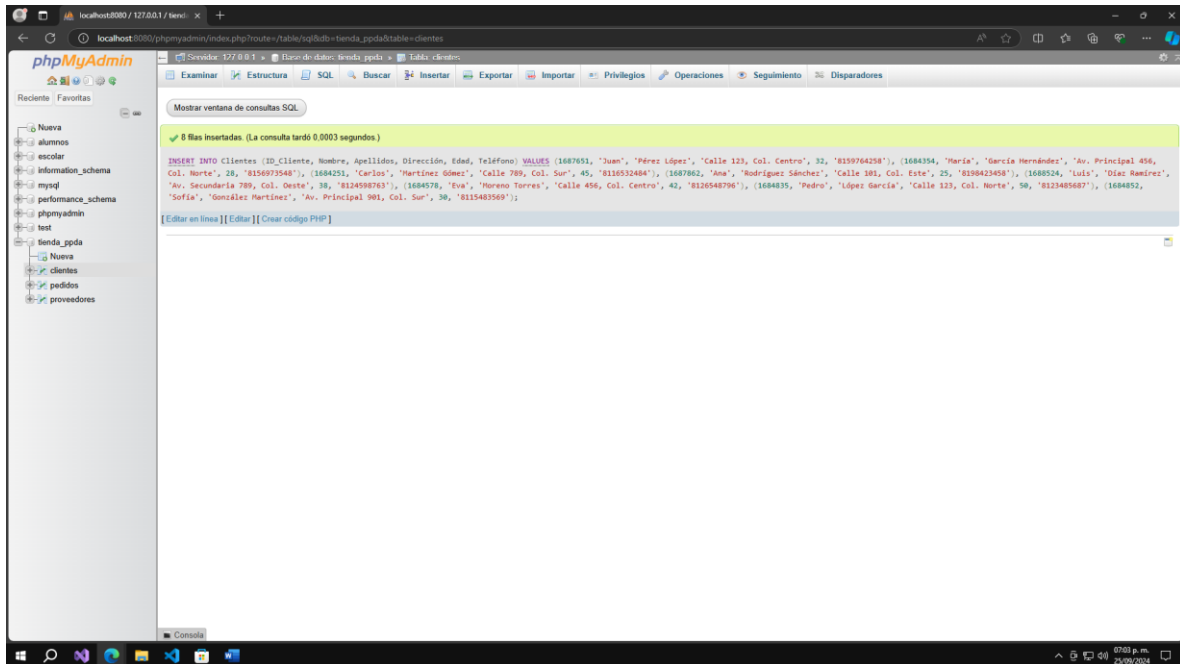 localhost:8080 / 127.0.0.1 / tiend
localhost:8080/phpmyadmin/index.php?route=/table/sql&db=tienda_ppda&table=clientes
phpMyAdmin
Reciente Favoritas
Nueva
alumnos
escolar
information_schema
mysql
performance_schema
phpmyadmin
test
tienda_ppda
Nueva
clientes
pedidos
proveedores
Servidor: 127.0.0.1 » Base de datos: tienda_ppda » Tabla: clientes
Examinar Estructura SQL Buscar Insertar Exportar Importar Privilegios Operaciones Seguimiento Disparadores
Mostrar ventana de consultas SQL
8 filas insertadas. (La consulta tardó 0,0003 segundos.)
INSERT INTO Clientes (ID_Cliente, Nombre, Apellidos, Dirección, Edad, Teléfono) VALUES (1687651, 'Juan', 'Pérez López', 'Calle 123, Col. Centro', 32, '8159764258'), (1684354, 'María', 'García Hernández', 'Av. Principal 456,
Col. Norte', 28, '8156973548'), (1684251, 'Carlos', 'Martínez Gómez', 'Calle 789, Col. Sur', 45, '8116532484'), (1687862, 'Ana', 'Rodríguez Sánchez', 'Calle 101, Col. Este', 25, '8198423458'), (1688524, 'Luis', 'Díaz Ramírez',
'Av. Secundaria 789, Col. Oeste', 38, '8124598763'), (1684578, 'Eva', 'Moreno Torres', 'Calle 456, Col. Centro', 42, '8126548796'), (1684835, 'Pedro', 'López García', 'Calle 123, Col. Norte', 50, '8123485687'), (1684852,
'Sofía', 'González Martínez', 'Av. Principal 901, Col. Sur', 30, '8115483569');
[ Editar en línea ] [ Editar ] [ Crear código PHP ]
Consola
07:03 p. m.
25/09/2024